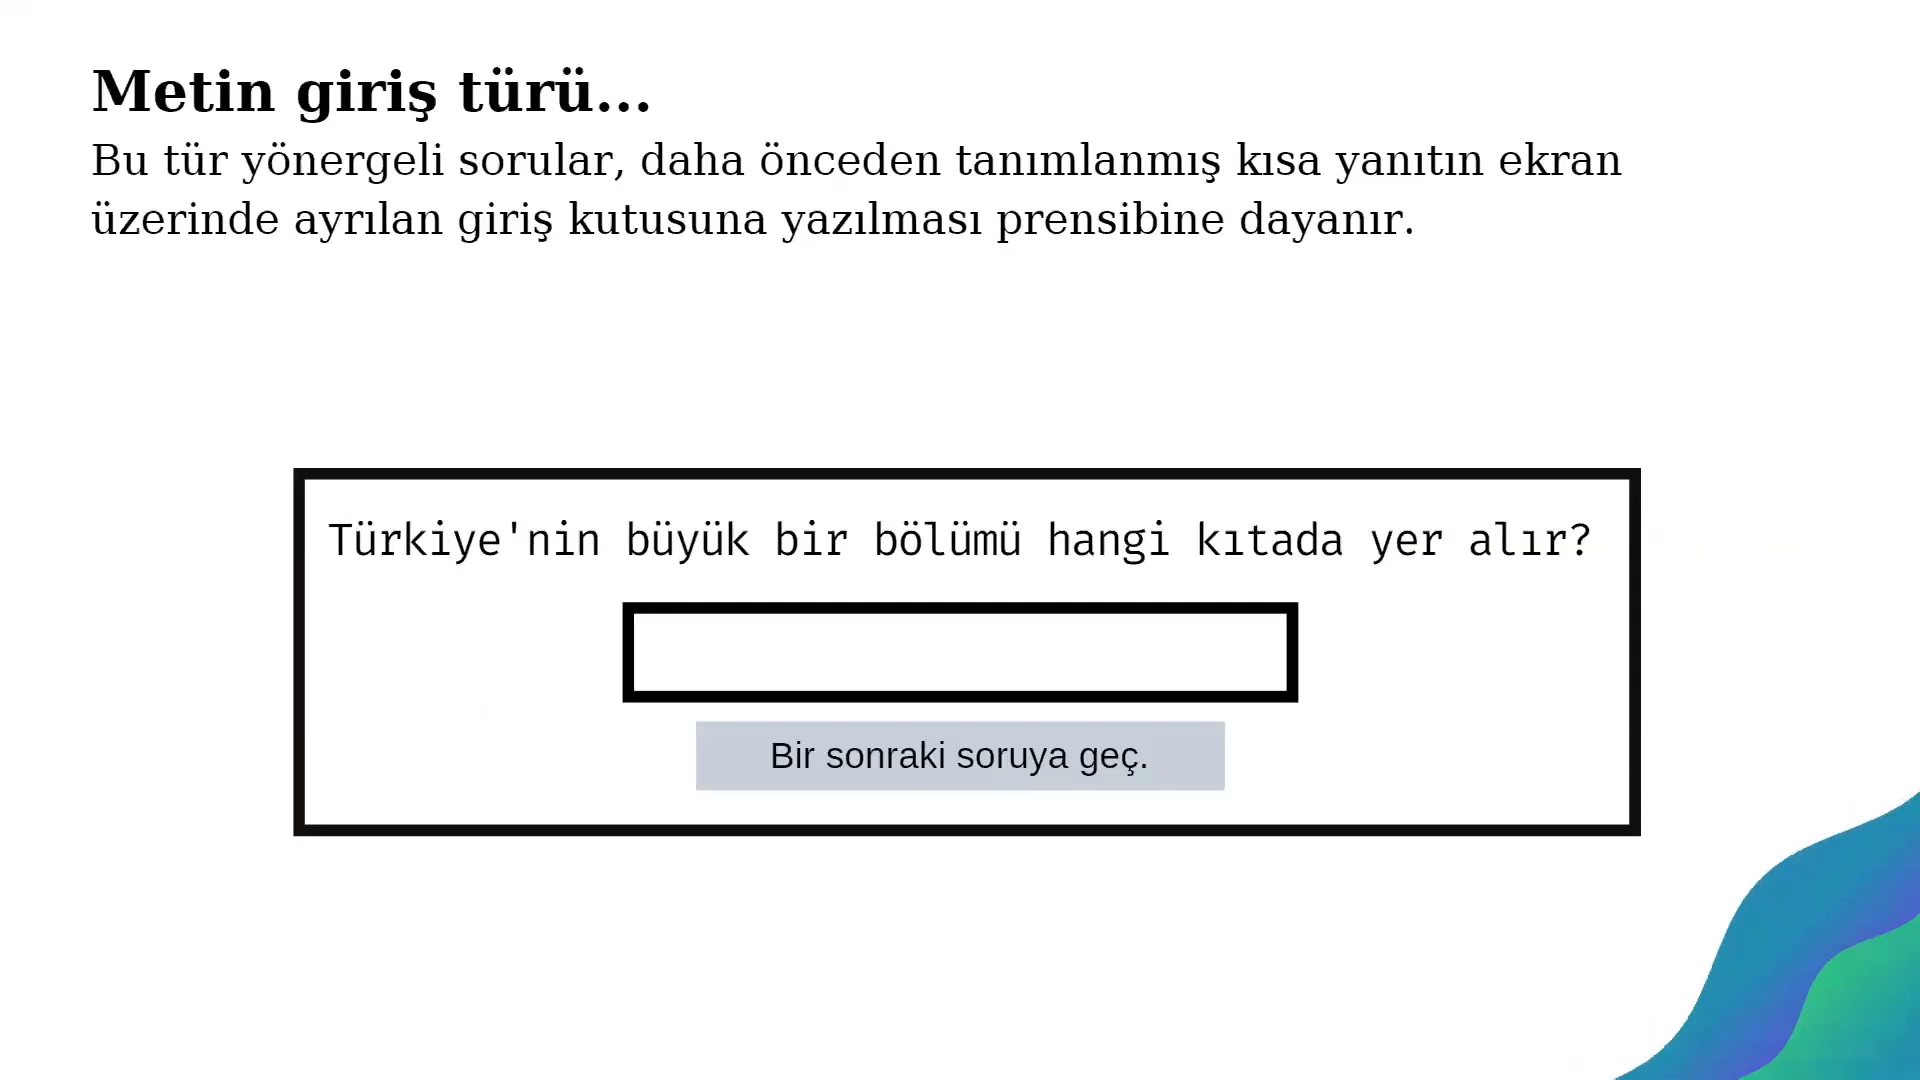 Metin giriş türü...
Bu tür yönergeli sorular, daha önceden tanımlanmış kısa yanıtın ekran
üzerinde ayrılan giriş kutusuna yazılması prensibine dayanır.
Türkiye'nin büyük bir bölümü hangi kıtada yer alır?
Bir sonraki soruya geç.